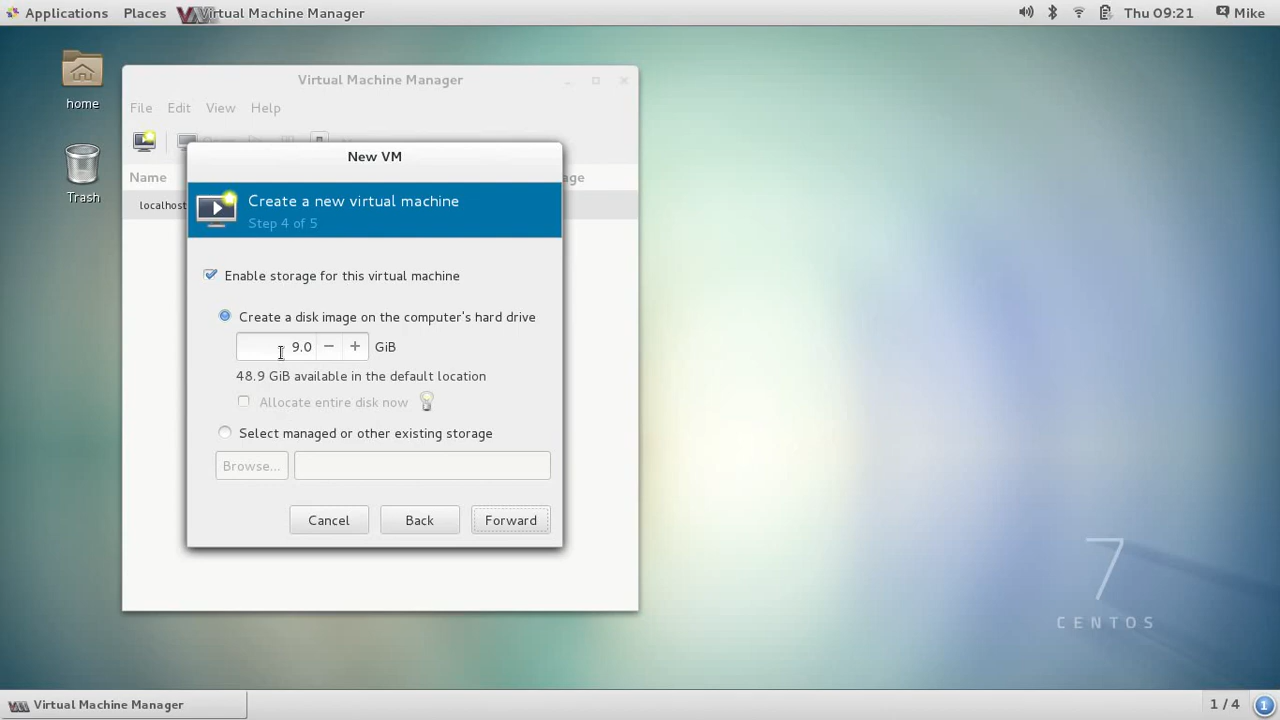 Applications Places Virtual Machine Manager Thu 09:21 Mike
home
Trash
Virtual Machine Manager
File Edit View Help
Name
localhost
New VM
Create a new virtual machine
Step 4 of 5
Enable storage for this virtual machine
Create a disk image on the computer's hard drive
9.0 GiB
48.9 GiB available in the default location
Allocate entire disk now
Select managed or other existing storage
Browse...
Cancel Back Forward
7
CENTOS
Virtual Machine Manager 1 / 4 1